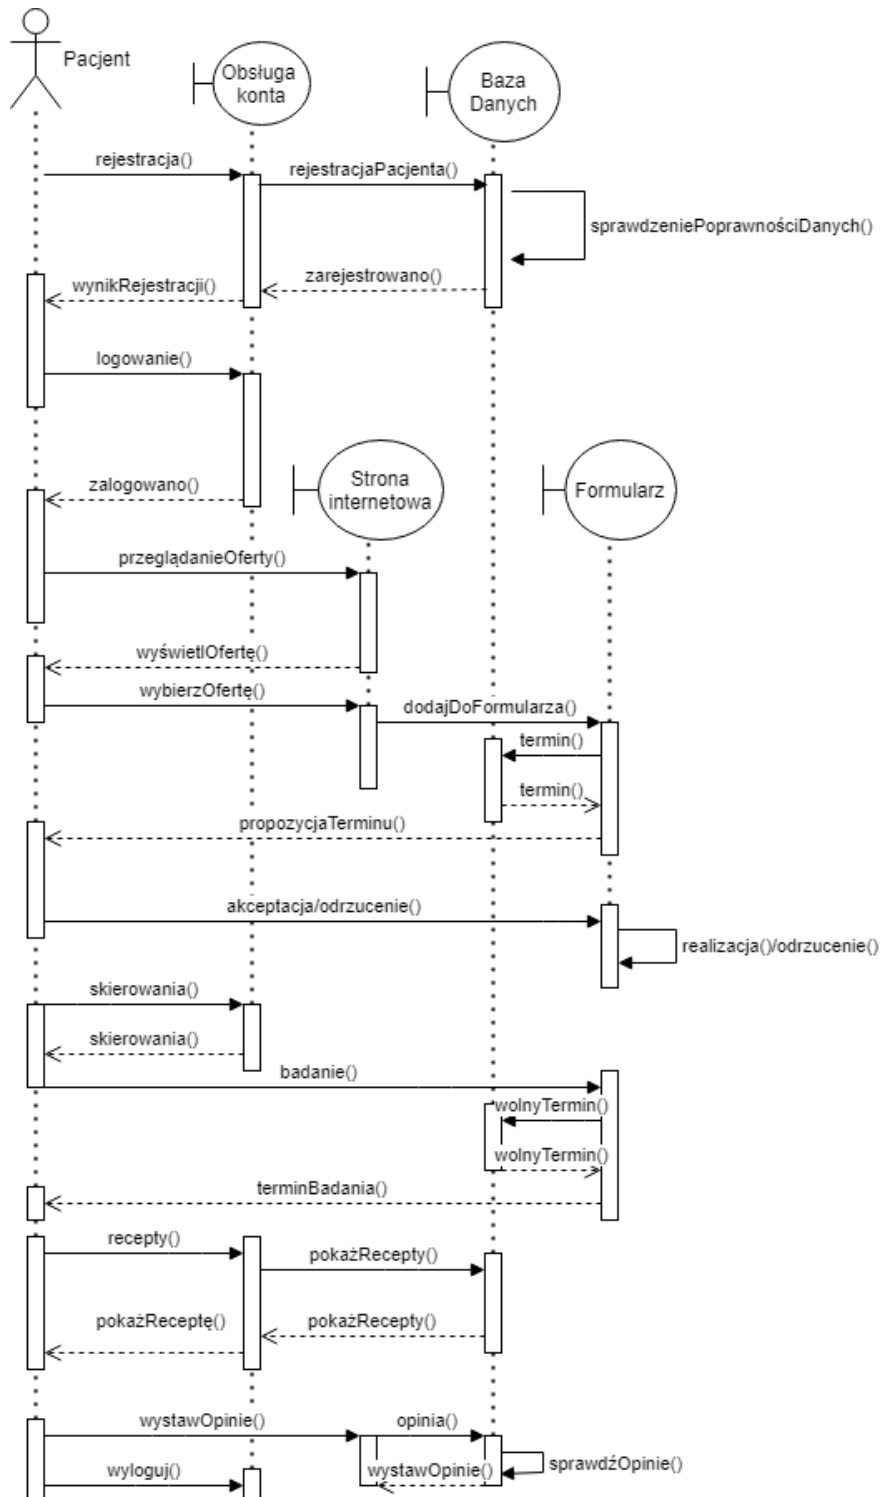 Pacjent
Obsługa
konta
Baza
Danych
rejestracja()
rejestracjaPacjenta()
sprawdzeniePoprawnościDanych()
zarejestrowano()
wynikRejestracji()
logowanie()
Strona
internetowa
Formularz
zalogowano()
przeglądanieOferty()
wyświetlOfertę()
wybierzOfertę()
dodajDoFormularza()
termin()
termin()
propozycjaTerminu()
akceptacja/odrzucenie()
realizacja()/odrzucenie()
skierowania()
skierowania()
badanie()
wolnyTermin()
wolnyTermin()
terminBadania()
recepty()
pokażRecepty()
pokażRecepty()
pokażReceptę()
wystawOpinie()
opinia()
sprawdźOpinie()
wystawOpinie()
wyloguj()